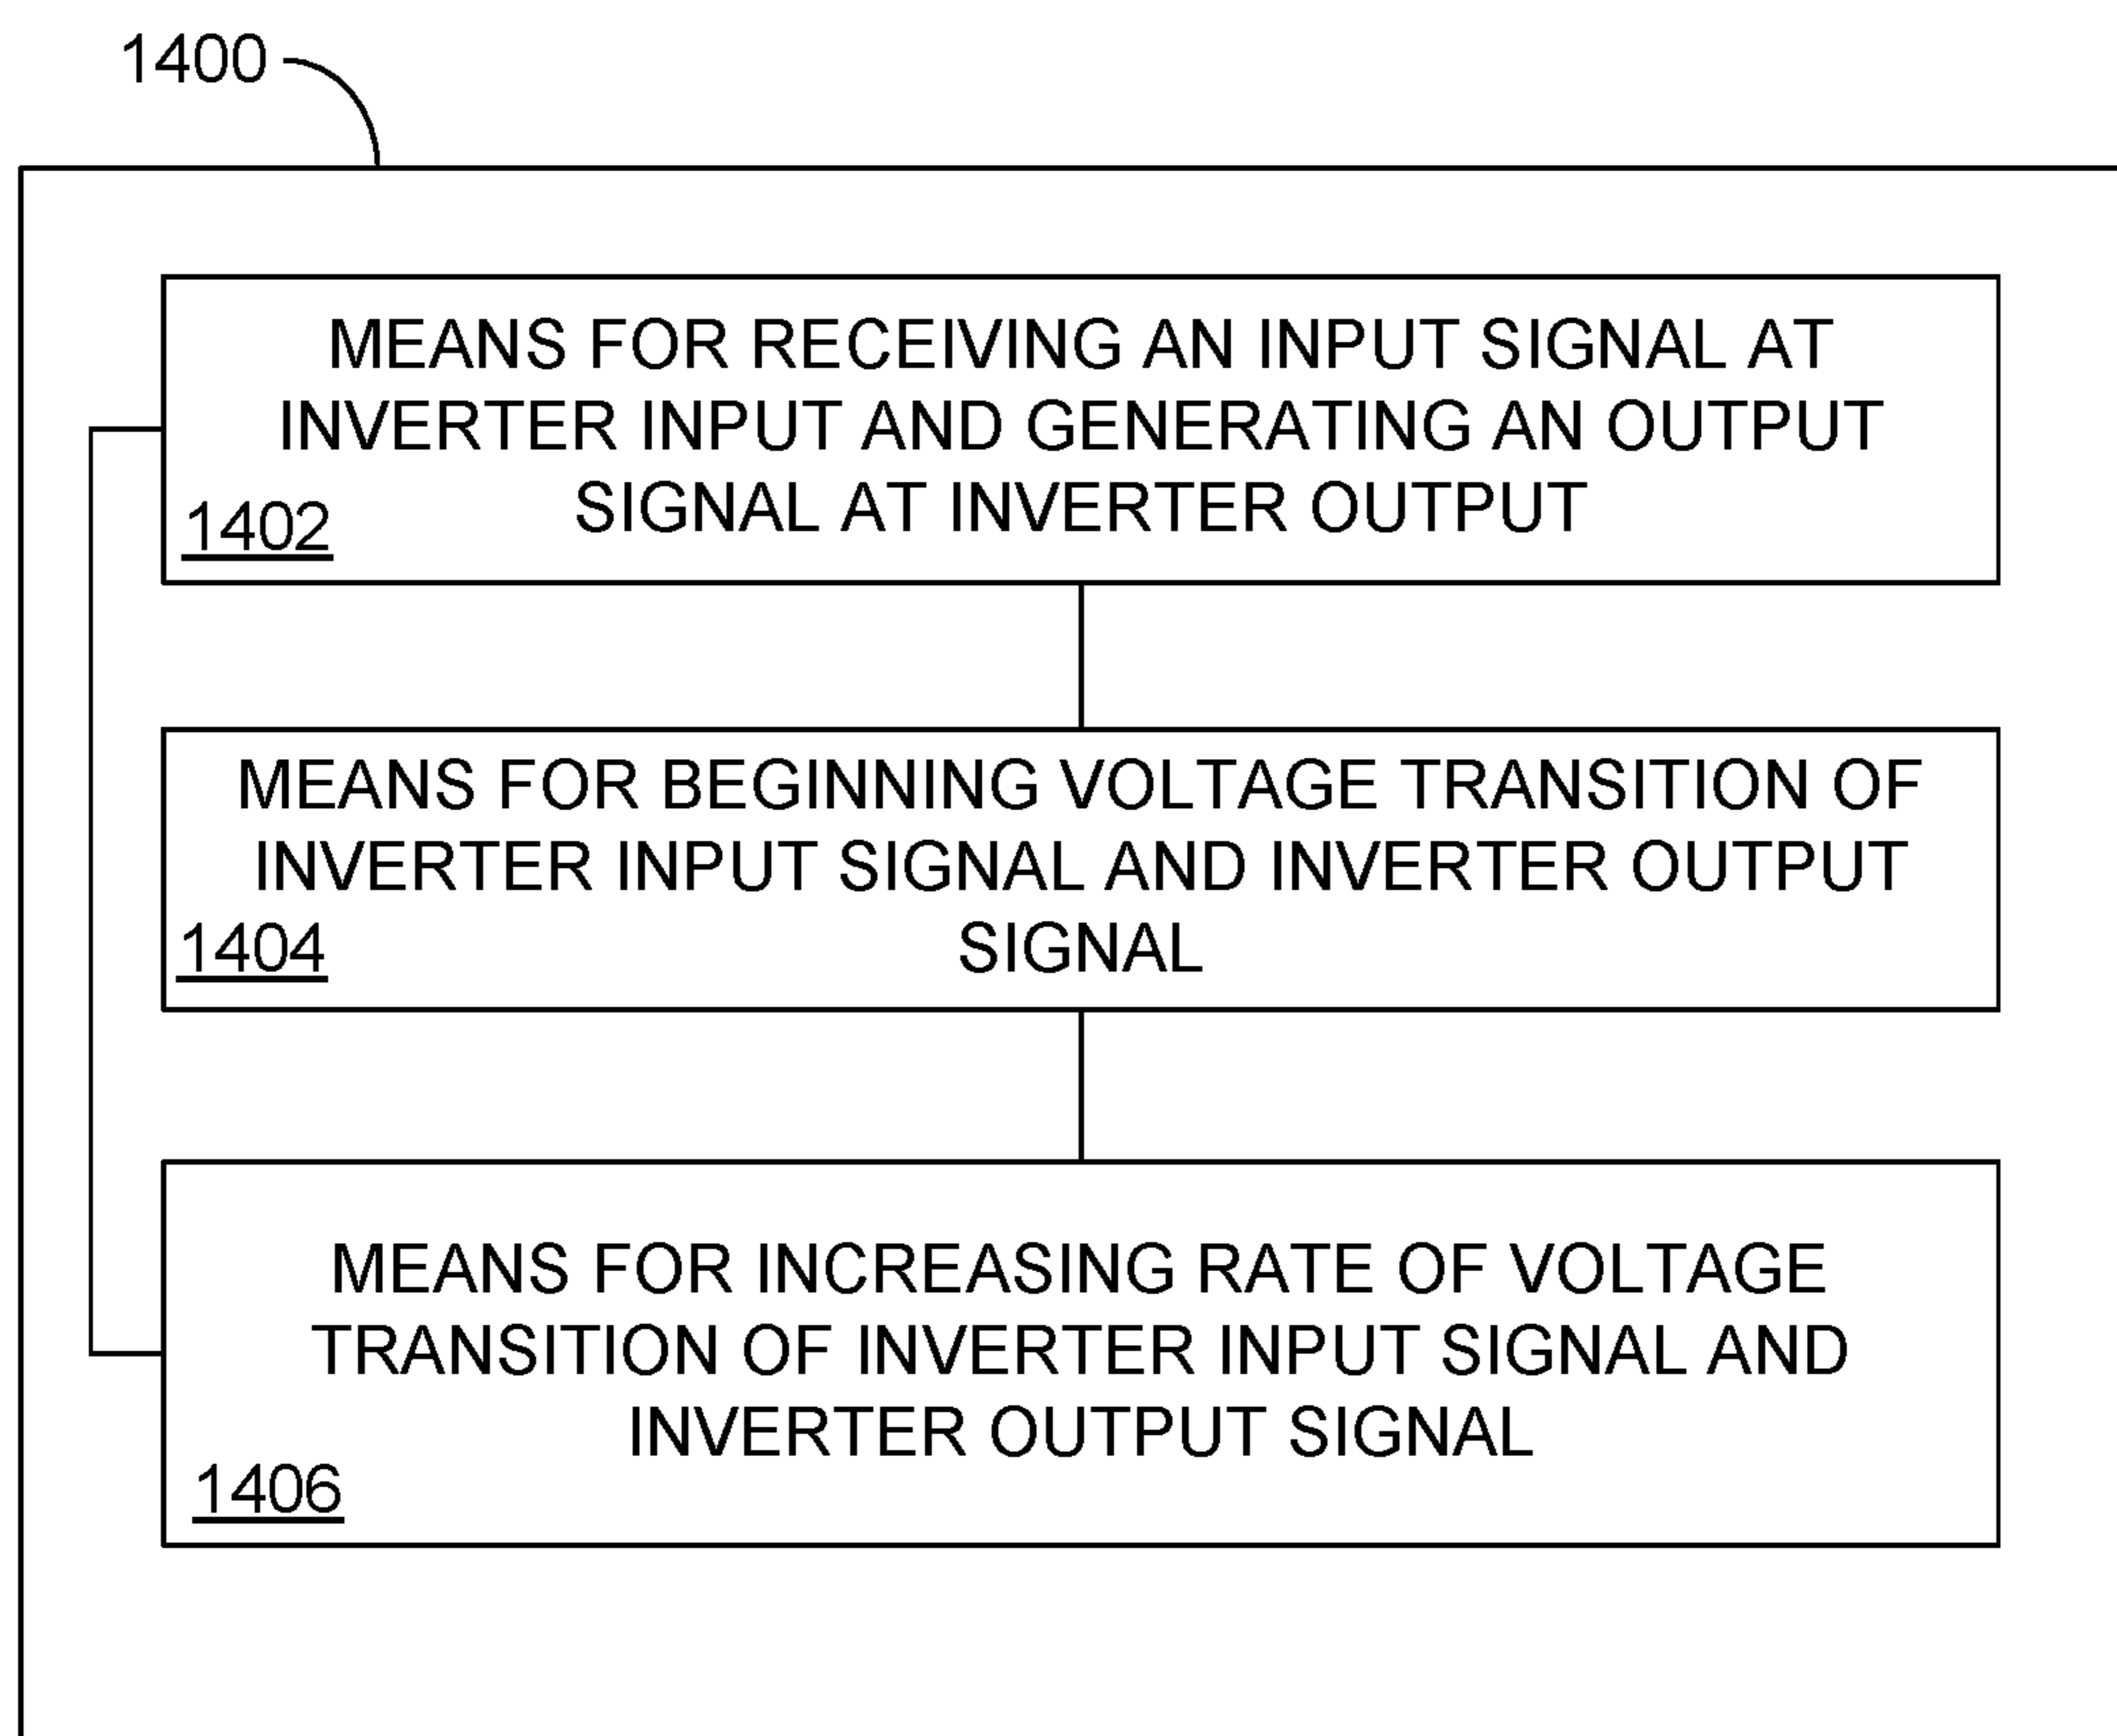 1400
MEANS FOR RECEIVING AN INPUT SIGNAL AT
INVERTER INPUT AND GENERATING AN OUTPUT
SIGNAL AT INVERTER OUTPUT
1402
MEANS FOR BEGINNING VOLTAGE TRANSITION OF
INVERTER INPUT SIGNAL AND INVERTER OUTPUT
SIGNAL
1404
MEANS FOR INCREASING RATE OF VOLTAGE
TRANSITION OF INVERTER INPUT SIGNAL AND
INVERTER OUTPUT SIGNAL
1406